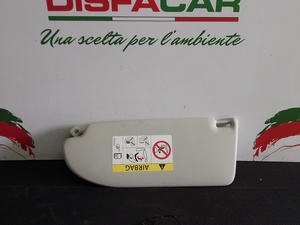 DISFACAR
Una scelta per l'ambiente
AIRBAG